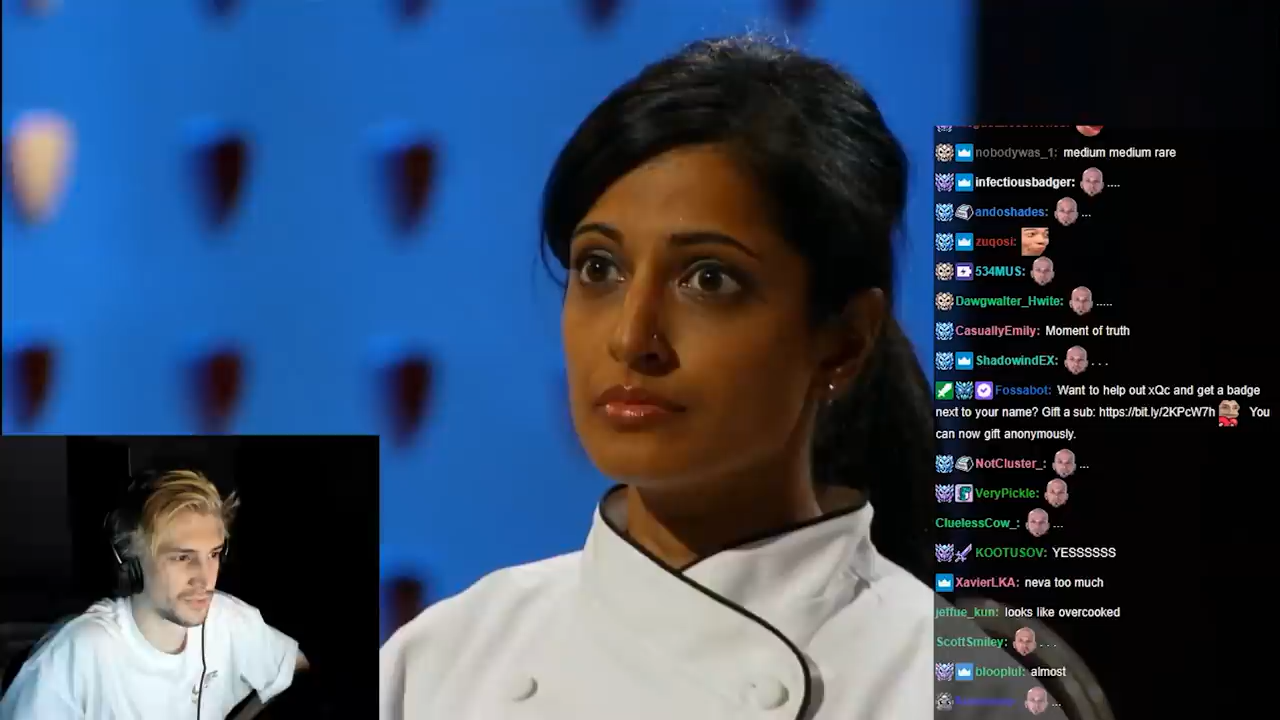 nobodywas_1: medium medium rare
infectiousbadger: ....
andoshades: ...
zuqosi:
534MUS:
Dawgwalter_Hwite: .....
CasuallyEmily: Moment of truth
ShadowindEX: . . .
Fossabot: Want to help out xQc and get a badge
next to your name? Gift a sub: https://bit.ly/2KPcW7h You
can now gift anonymously.
NotCluster_: ...
VeryPickle:
CluelessCow_: ...
KOOTUSOV: YESSSSSS
XavierLKA: neva too much
jeffue_kun: looks like overcooked
ScottSmiley: . . .
blooplul: almost
...